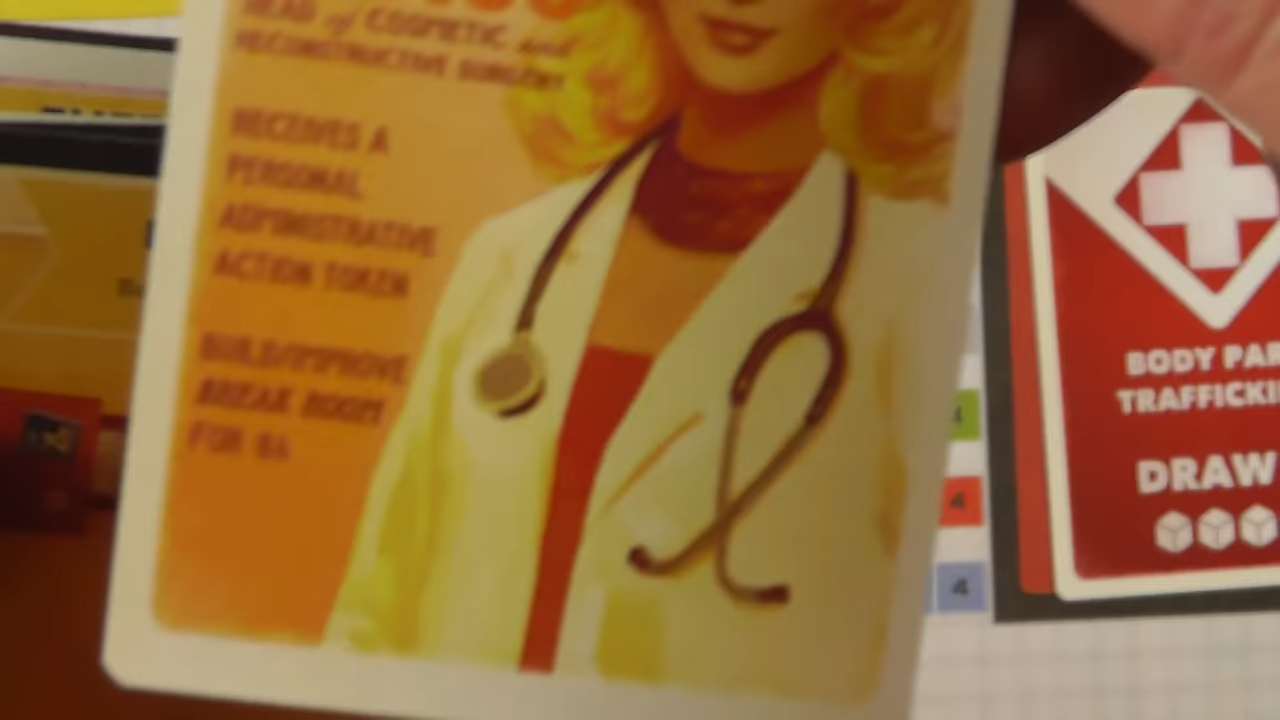 HEAD of COSMETIC and
RECONSTRUCTIVE SURGERY
RECEIVES A
PERSONAL
ADMINISTRATIVE
ACTION TOKEN
BUILD/IMPROVE
BREAK ROOM
FOR $4
BODY PAR
TRAFFICKI
DRAW
4
4
4